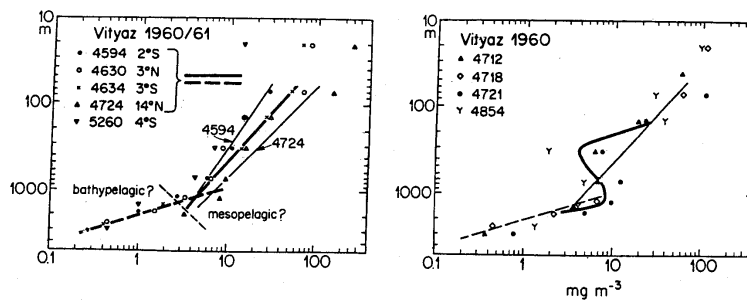 10
m
100
1000
Vityaz 1960/61
• 4594 2°S
○ 4630 3°N
× 4634 3°S
▲ 4724 14°N
▼ 5260 4°S
4594
4724
bathypelagic?
mesopelagic?
0.1 1 10 100
10
m
100
1000
Vityaz 1960
▲ 4712
◇ 4718
• 4721
Y 4854
0.1 1 10 100
mg m⁻³